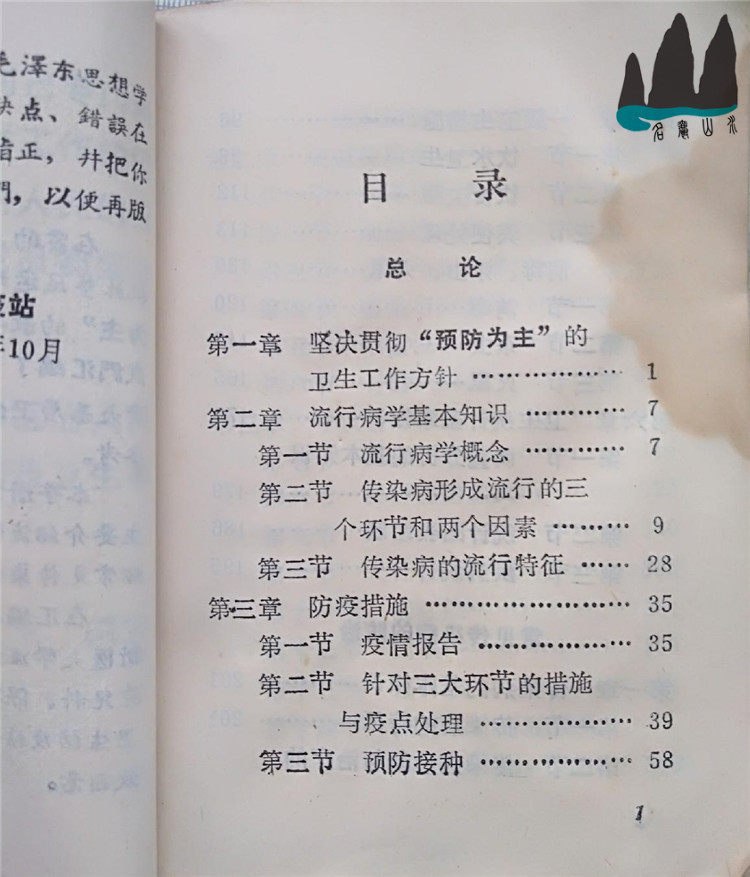 毛澤东思想学
缺点、錯誤在
指正，幷把你
們，以便再版
疫站
年10月
目 录
总 论
第一章 坚决贯彻“预防为主”的
卫生工作方针 ………………… 1
第二章 流行病学基本知识 ………… 7
第一节 流行病学概念 …………… 7
第二节 传染病形成流行的三
个环节和两个因素 ……… 9
第三节 传染病的流行特征 ……… 28
第三章 防疫措施 ………………… 35
第一节 疫情报告 ……………… 35
第二节 针对三大环节的措施
与疫点处理 ……………… 39
第三节 预防接种 ……………… 58
1